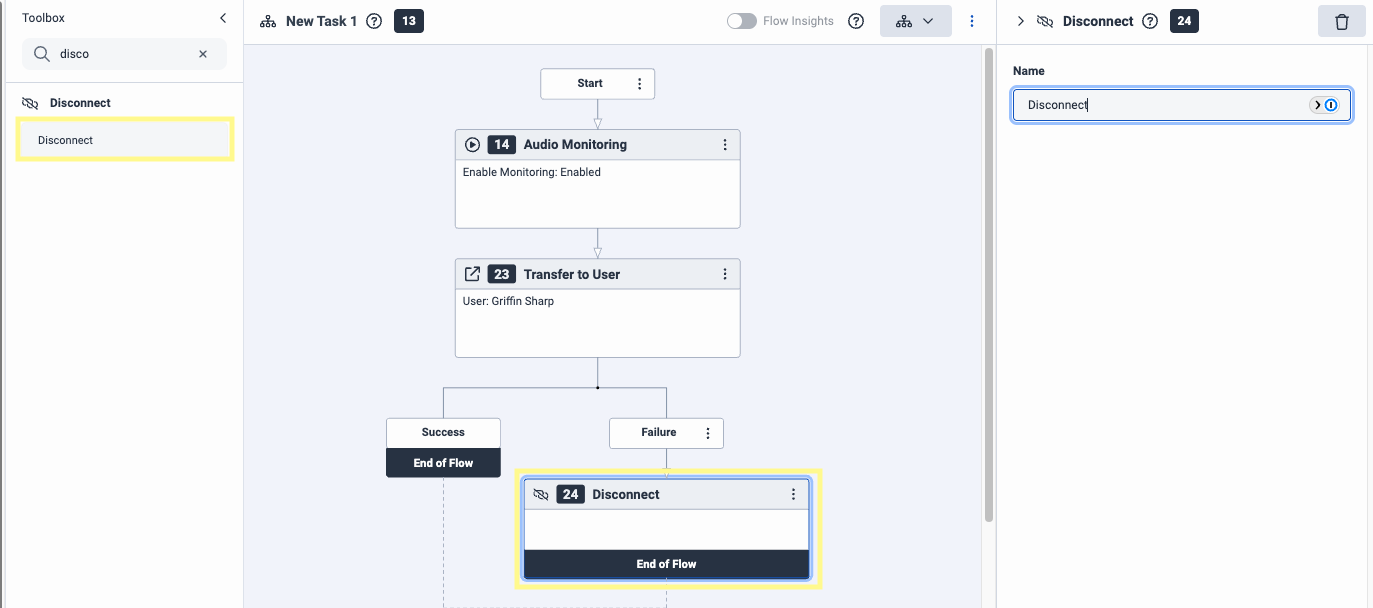 Toolbox
disco
Disconnect
Disconnect
New Task 1 ? 13
Flow Insights ?
Start
14 Audio Monitoring
Enable Monitoring: Enabled
23 Transfer to User
User: Griffin Sharp
Success
End of Flow
Failure
24 Disconnect
End of Flow
Disconnect ? 24
Name
Disconnect